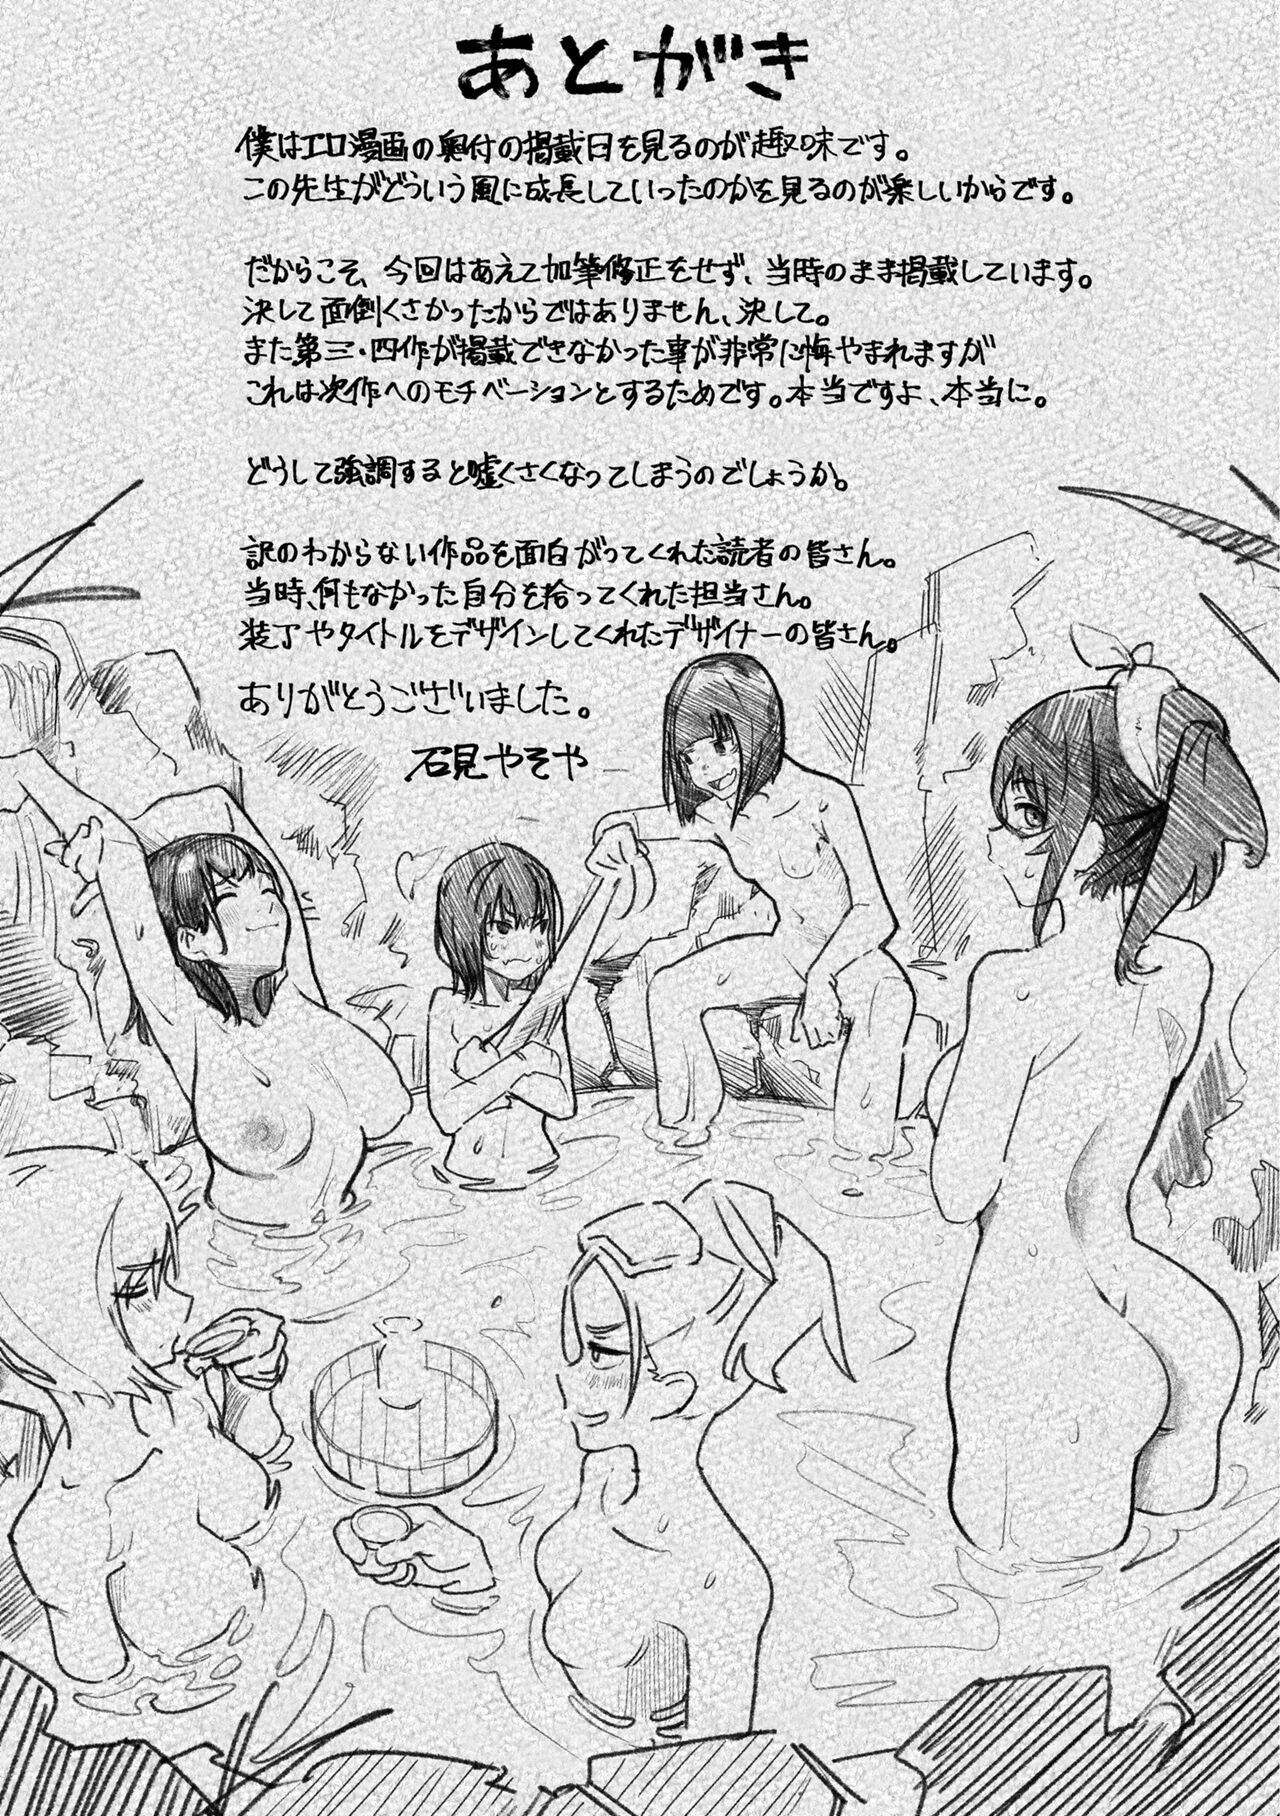 あとがき
僕はエロ漫画の奥付の掲載日を見るのが趣味です。
この先生がどういう風に成長していったのかを見るのが楽しいからです。
だからこそ、今回はあえて加筆修正をせず、当時のまま掲載しています。
決して面倒くさかったからではありません、決して。
また第三・四作が掲載できなかった事が非常に悔やまれますが
これは次作へのモチベーションとするためです。本当ですよ、本当に。
どうして強調すると嘘くさくなってしまうのでしょうか。
訳のわからない作品を面白がってくれた読者の皆さん。
当時、何もなかった自分を拾ってくれた担当さん。
装丁やタイトルをデザインしてくれたデザイナーの皆さん。
ありがとうございました。
石見やそや